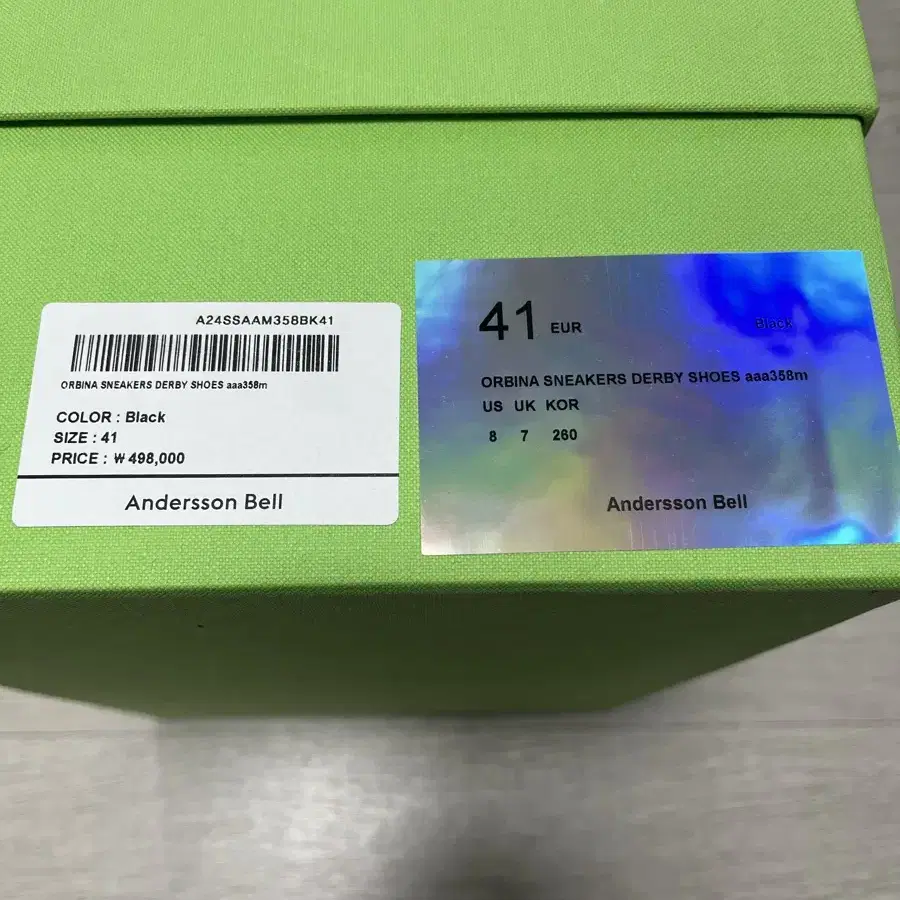 A24SSAAM358BK41
ORBINA SNEAKERS DERBY SHOES aaa358m
COLOR : Black
SIZE : 41
PRICE : ₩ 498,000
Andersson Bell
41 EUR Black
ORBINA SNEAKERS DERBY SHOES aaa358m
US UK KOR
8 7 260
Andersson Bell